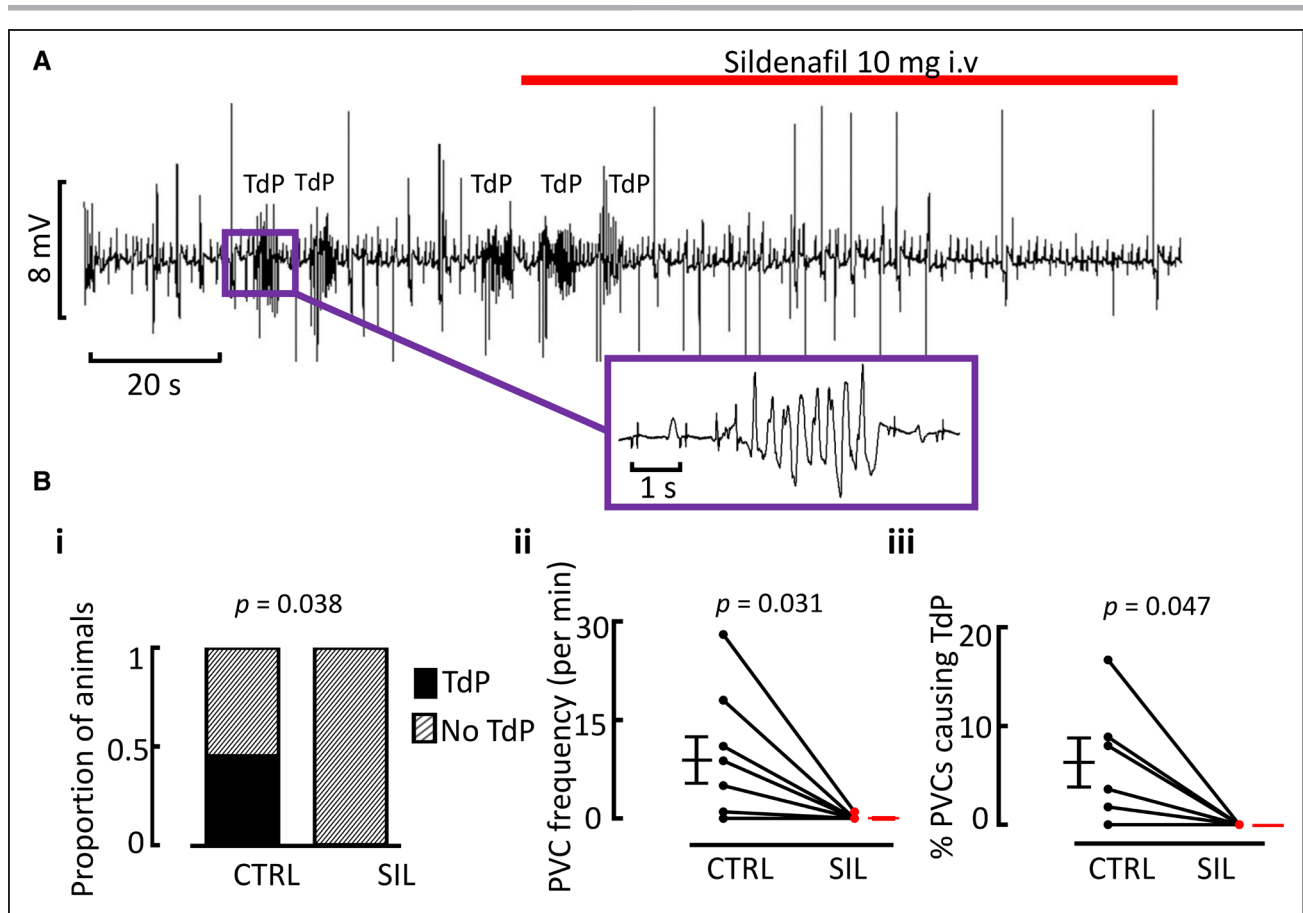 A
Sildenafil 10 mg i.v
TdP TdP TdP TdP TdP
8 mV
20 s
1 s
B
i
Proportion of animals
p = 0.038
1
0.5
0
CTRL SIL
TdP
No TdP
ii
PVC frequency (per min)
p = 0.031
30
15
0
CTRL SIL
iii
% PVCs causing TdP
p = 0.047
20
10
0
CTRL SIL